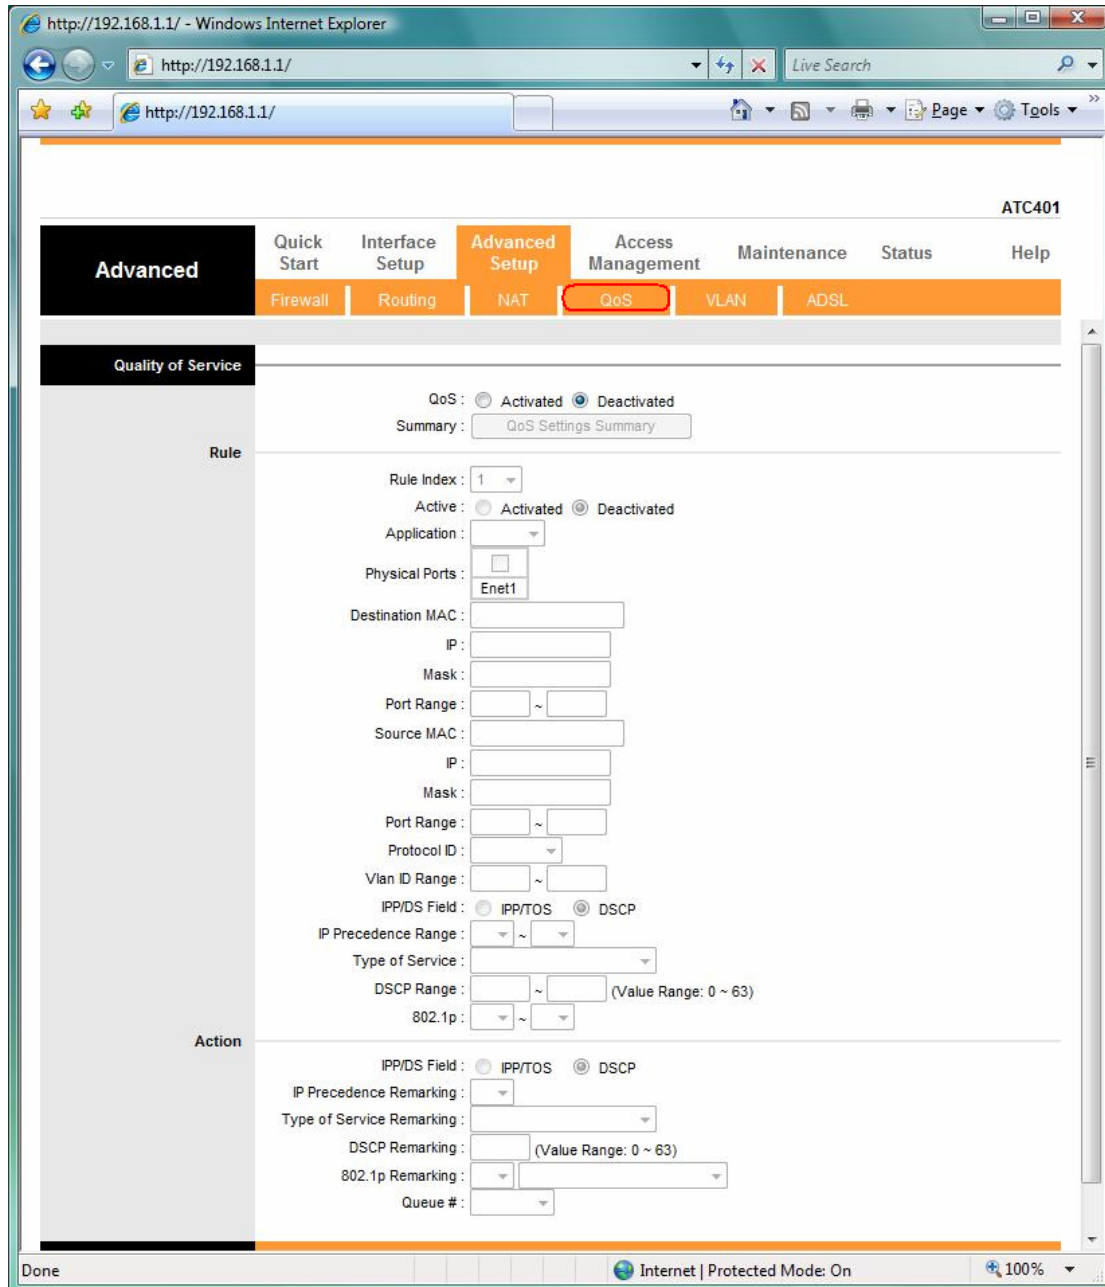 http://192.168.1.1/ - Windows Internet Explorer
http://192.168.1.1/
Live Search
http://192.168.1.1/
Page
Tools
ATC401
Advanced
Quick Start
Interface Setup
Advanced Setup
Access Management
Maintenance
Status
Help
Firewall
Routing
NAT
QoS
VLAN
ADSL
Quality of Service
QoS : Activated Deactivated
Summary : QoS Settings Summary
Rule
Rule Index : 1
Active : Activated Deactivated
Application :
Physical Ports :
Enet1
Destination MAC :
IP :
Mask :
Port Range : ~
Source MAC :
IP :
Mask :
Port Range : ~
Protocol ID :
Vlan ID Range : ~
IPP/DS Field : IPP/TOS DSCP
IP Precedence Range : ~
Type of Service :
DSCP Range : ~ (Value Range: 0 ~ 63)
802.1p : ~
Action
IPP/DS Field : IPP/TOS DSCP
IP Precedence Remarking :
Type of Service Remarking :
DSCP Remarking : (Value Range: 0 ~ 63)
802.1p Remarking :
Queue # :
Done
Internet | Protected Mode: On
100%